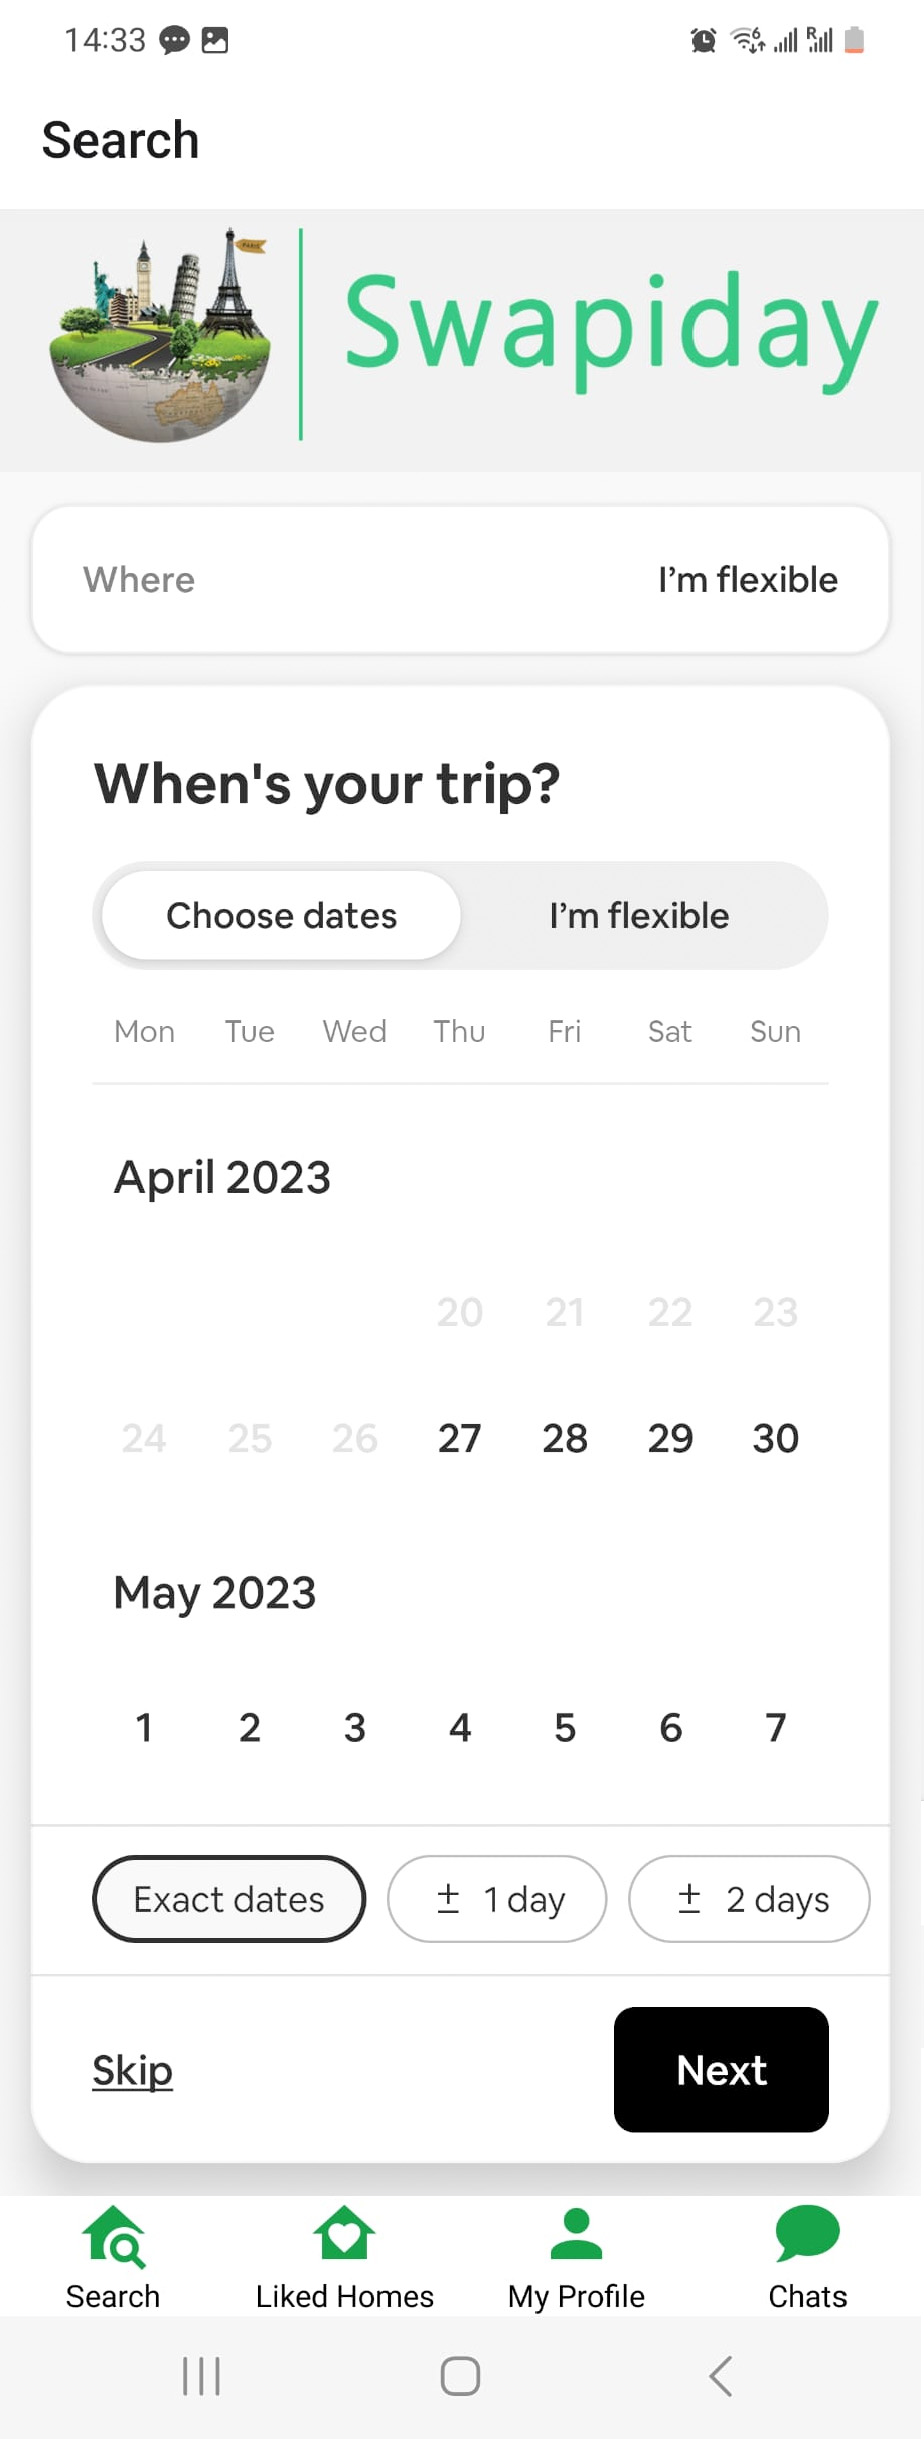 14:33
Search
PARIS
Swapiday
Where I'm flexible
When's your trip?
Choose dates I'm flexible
Mon Tue Wed Thu Fri Sat Sun
April 2023
20 21 22 23
24 25 26 27 28 29 30
May 2023
1 2 3 4 5 6 7
Exact dates ± 1 day ± 2 days
Skip Next
Search Liked Homes My Profile Chats